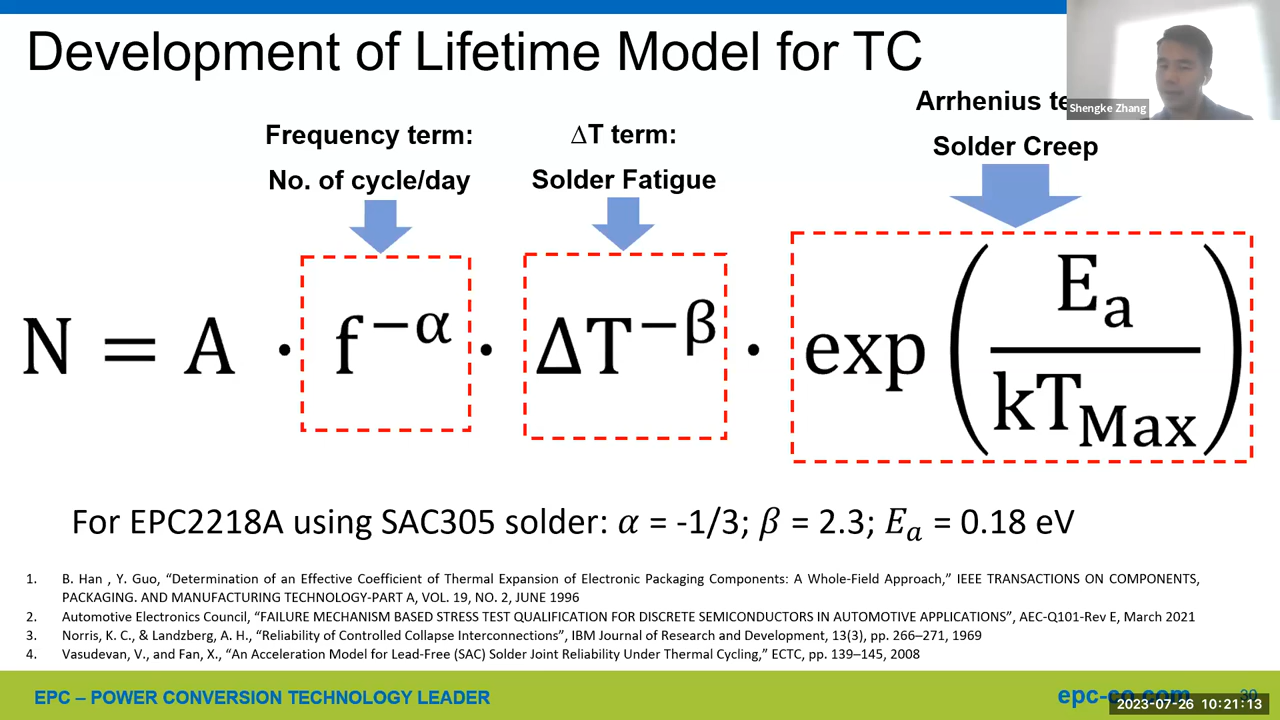 Development of Lifetime Model for TC
Shengke Zhang
Frequency term:
No. of cycle/day
ΔT term:
Solder Fatigue
Arrhenius
Solder Creep
N = A · f^−α · ΔT^−β · exp(E_a / kT_Max)
For EPC2218A using SAC305 solder: α = -1/3; β = 2.3; E_a = 0.18 eV
1. B. Han , Y. Guo, “Determination of an Effective Coefficient of Thermal Expansion of Electronic Packaging Components: A Whole-Field Approach,” IEEE TRANSACTIONS ON COMPONENTS,
PACKAGING. AND MANUFACTURING TECHNOLOGY-PART A, VOL. 19, NO. 2, JUNE 1996
2. Automotive Electronics Council, “FAILURE MECHANISM BASED STRESS TEST QUALIFICATION FOR DISCRETE SEMICONDUCTORS IN AUTOMOTIVE APPLICATIONS”, AEC-Q101-Rev E, March 2021
3. Norris, K. C., & Landzberg, A. H., “Reliability of Controlled Collapse Interconnections”, IBM Journal of Research and Development, 13(3), pp. 266–271, 1969
4. Vasudevan, V., and Fan, X., “An Acceleration Model for Lead-Free (SAC) Solder Joint Reliability Under Thermal Cycling,” ECTC, pp. 139–145, 2008
EPC – POWER CONVERSION TECHNOLOGY LEADER
epc-co.com
30
2023-07-26 10:21:13